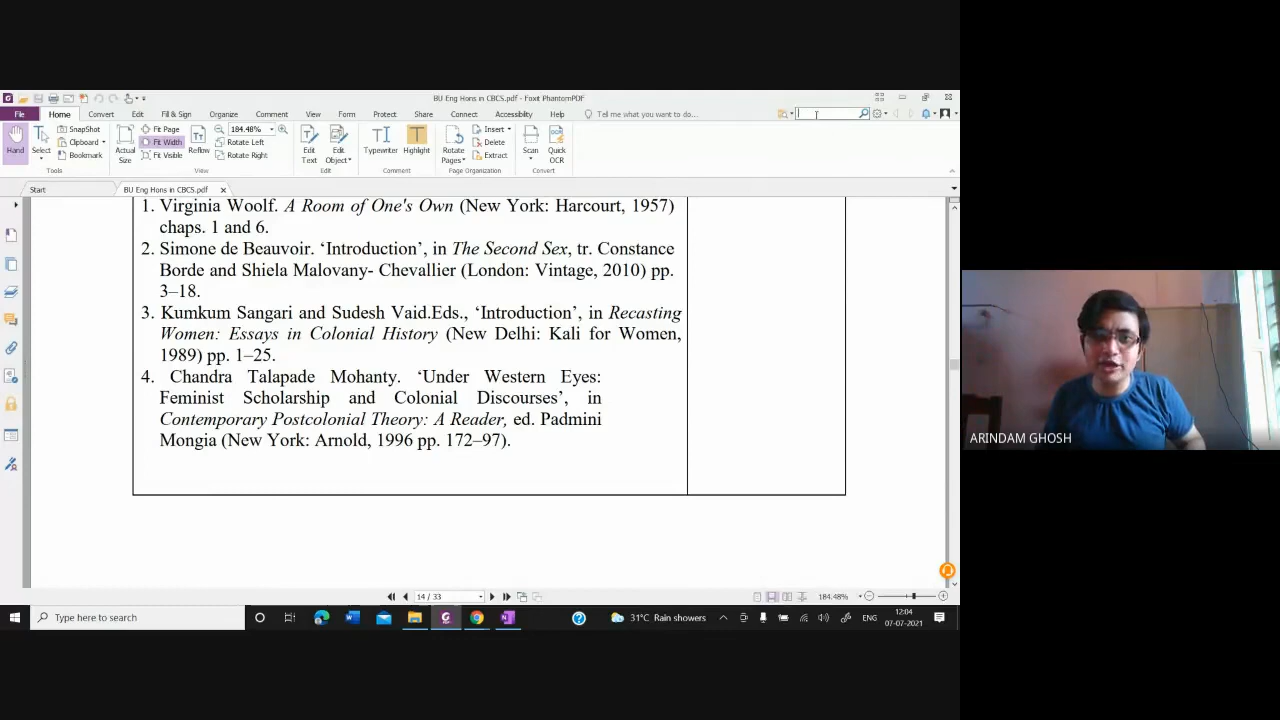 BU Eng Hons in CBCS.pdf - Foxit PhantomPDF
File Home Convert Edit Fill & Sign Organize Comment View Form Protect Share Connect Accessibility Help Tell me what you want to do...
Hand
Select
SnapShot
Clipboard
Bookmark
Tools
Actual Size
Fit Page
Fit Width
Fit Visible
Reflow
184.48%
Rotate Left
Rotate Right
View
Edit Text
Edit Object
Edit
Typewriter
Highlight
Comment
Rotate Pages
Insert
Delete
Extract
Page Organization
Scan
Quick OCR
Convert
Start
BU Eng Hons in CBCS.pdf
1. Virginia Woolf. A Room of One's Own (New York: Harcourt, 1957)
chaps. 1 and 6.
2. Simone de Beauvoir. ‘Introduction’, in The Second Sex, tr. Constance
Borde and Shiela Malovany- Chevallier (London: Vintage, 2010) pp.
3–18.
3. Kumkum Sangari and Sudesh Vaid.Eds., ‘Introduction’, in Recasting
Women: Essays in Colonial History (New Delhi: Kali for Women,
1989) pp. 1–25.
4. Chandra Talapade Mohanty. ‘Under Western Eyes:
Feminist Scholarship and Colonial Discourses’, in
Contemporary Postcolonial Theory: A Reader, ed. Padmini
Mongia (New York: Arnold, 1996 pp. 172–97).
ARINDAM GHOSH
14 / 33
184.48%
Type here to search
31°C Rain showers
ENG
12:04
07-07-2021